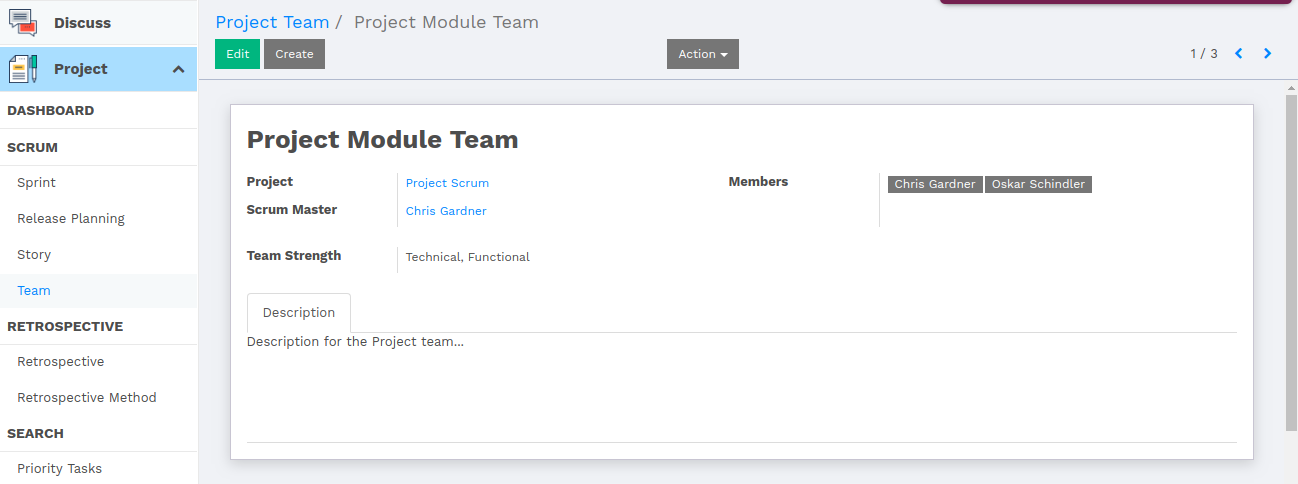 Discuss
Project
DASHBOARD
SCRUM
Sprint
Release Planning
Story
Team
RETROSPECTIVE
Retrospective
Retrospective Method
SEARCH
Priority Tasks
Project Team / Project Module Team
Edit Create Action 1 / 3
Project Module Team
Project Project Scrum Members Chris Gardner Oskar Schindler
Scrum Master Chris Gardner
Team Strength Technical, Functional
Description
Description for the Project team...